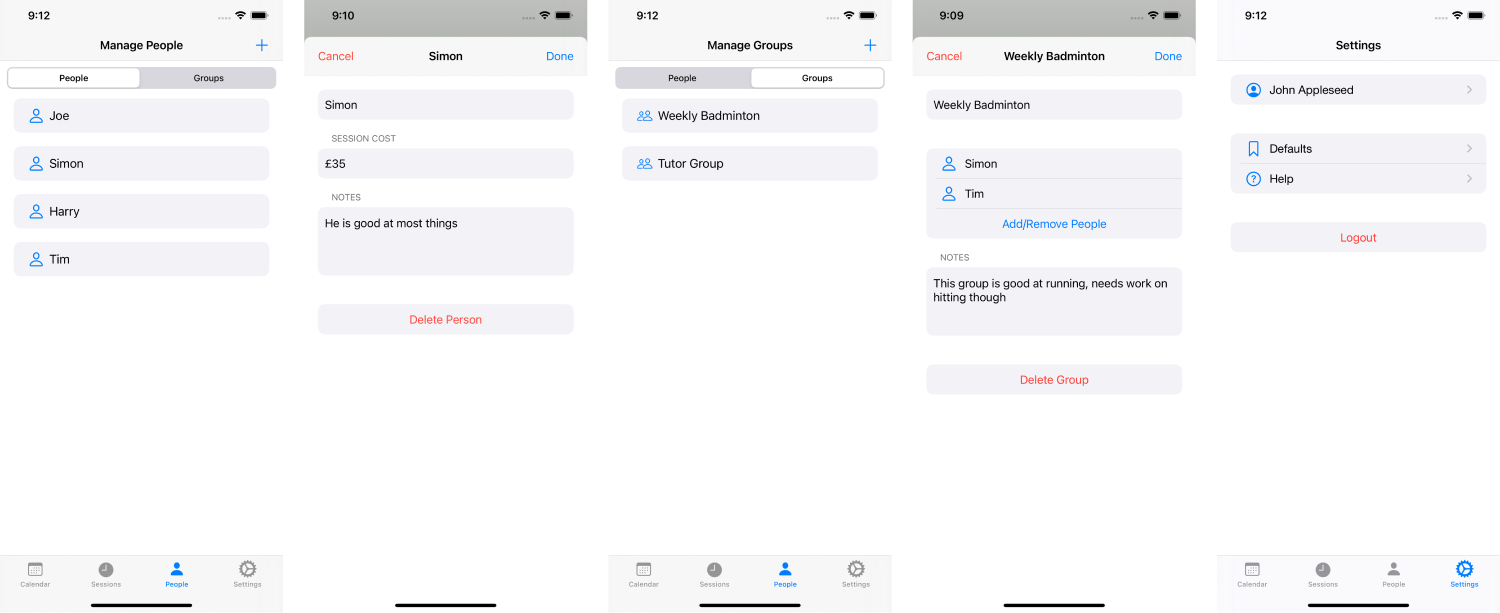 9:12
Manage People
People
Groups
Joe
Simon
Harry
Tim
Calendar
Sessions
People
Settings
9:10
Cancel
Simon
Done
Simon
SESSION COST
£35
NOTES
He is good at most things
Delete Person
9:12
Manage Groups
People
Groups
Weekly Badminton
Tutor Group
Calendar
Sessions
People
Settings
9:09
Cancel
Weekly Badminton
Done
Weekly Badminton
Simon
Tim
Add/Remove People
NOTES
This group is good at running, needs work on
hitting though
Delete Group
9:12
Settings
John Appleseed
Defaults
Help
Logout
Calendar
Sessions
People
Settings